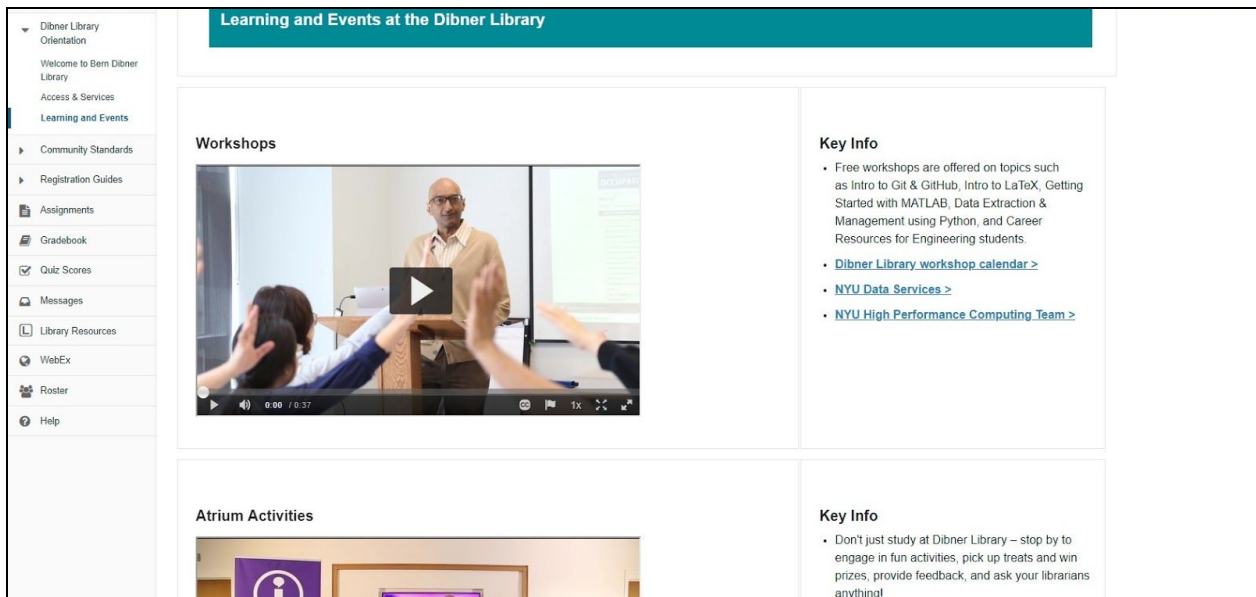 Dibner Library
Orientation
Welcome to Bern Dibner
Library
Access & Services
Learning and Events
Community Standards
Registration Guides
Assignments
Gradebook
Quiz Scores
Messages
L Library Resources
WebEx
Roster
Help
Learning and Events at the Dibner Library
Workshops
0:00 / 0:37
CC
1x
Key Info
• Free workshops are offered on topics such
as Intro to Git & GitHub, Intro to LaTeX, Getting
Started with MATLAB, Data Extraction &
Management using Python, and Career
Resources for Engineering students.
• Dibner Library workshop calendar >
• NYU Data Services >
• NYU High Performance Computing Team >
Atrium Activities
i
Key Info
• Don't just study at Dibner Library – stop by to
engage in fun activities, pick up treats and win
prizes, provide feedback, and ask your librarians
anything!